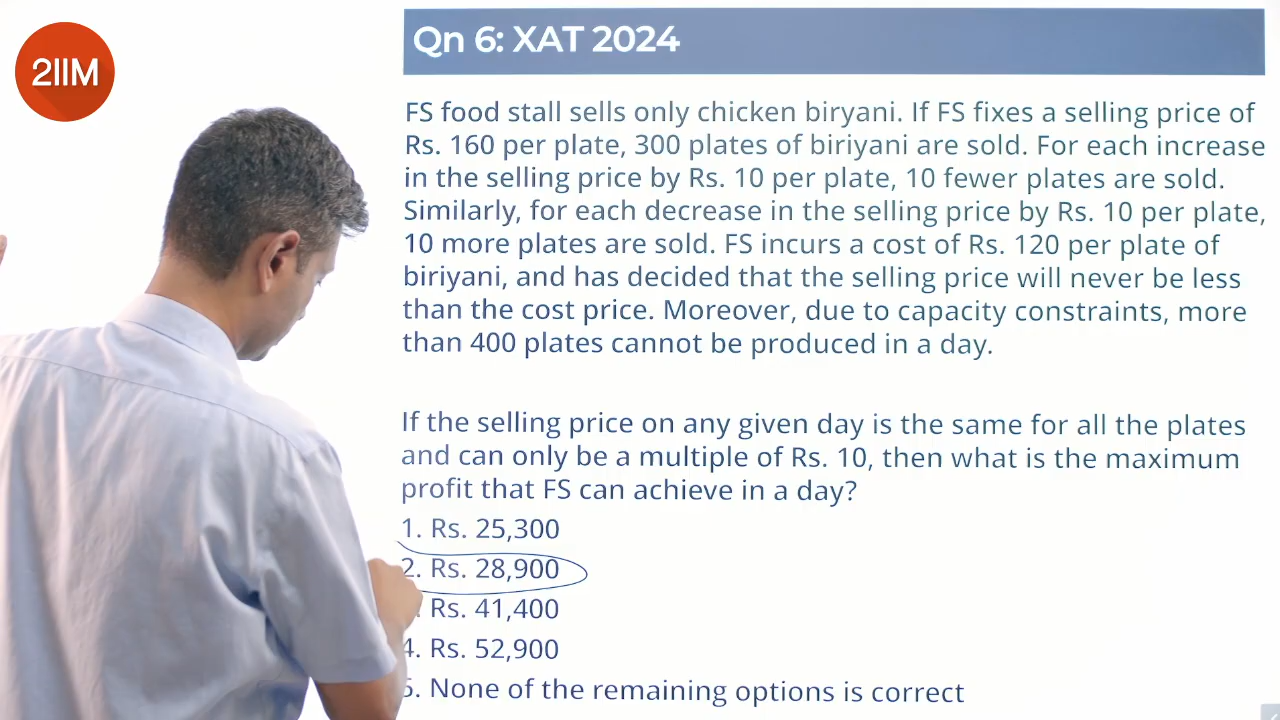 2IIM
Qn 6: XAT 2024
FS food stall sells only chicken biryani. If FS fixes a selling price of
Rs. 160 per plate, 300 plates of biriyani are sold. For each increase
in the selling price by Rs. 10 per plate, 10 fewer plates are sold.
Similarly, for each decrease in the selling price by Rs. 10 per plate,
10 more plates are sold. FS incurs a cost of Rs. 120 per plate of
biriyani, and has decided that the selling price will never be less
than the cost price. Moreover, due to capacity constraints, more
than 400 plates cannot be produced in a day.
If the selling price on any given day is the same for all the plates
and can only be a multiple of Rs. 10, then what is the maximum
profit that FS can achieve in a day?
1. Rs. 25,300
2. Rs. 28,900
. Rs. 41,400
4. Rs. 52,900
5. None of the remaining options is correct